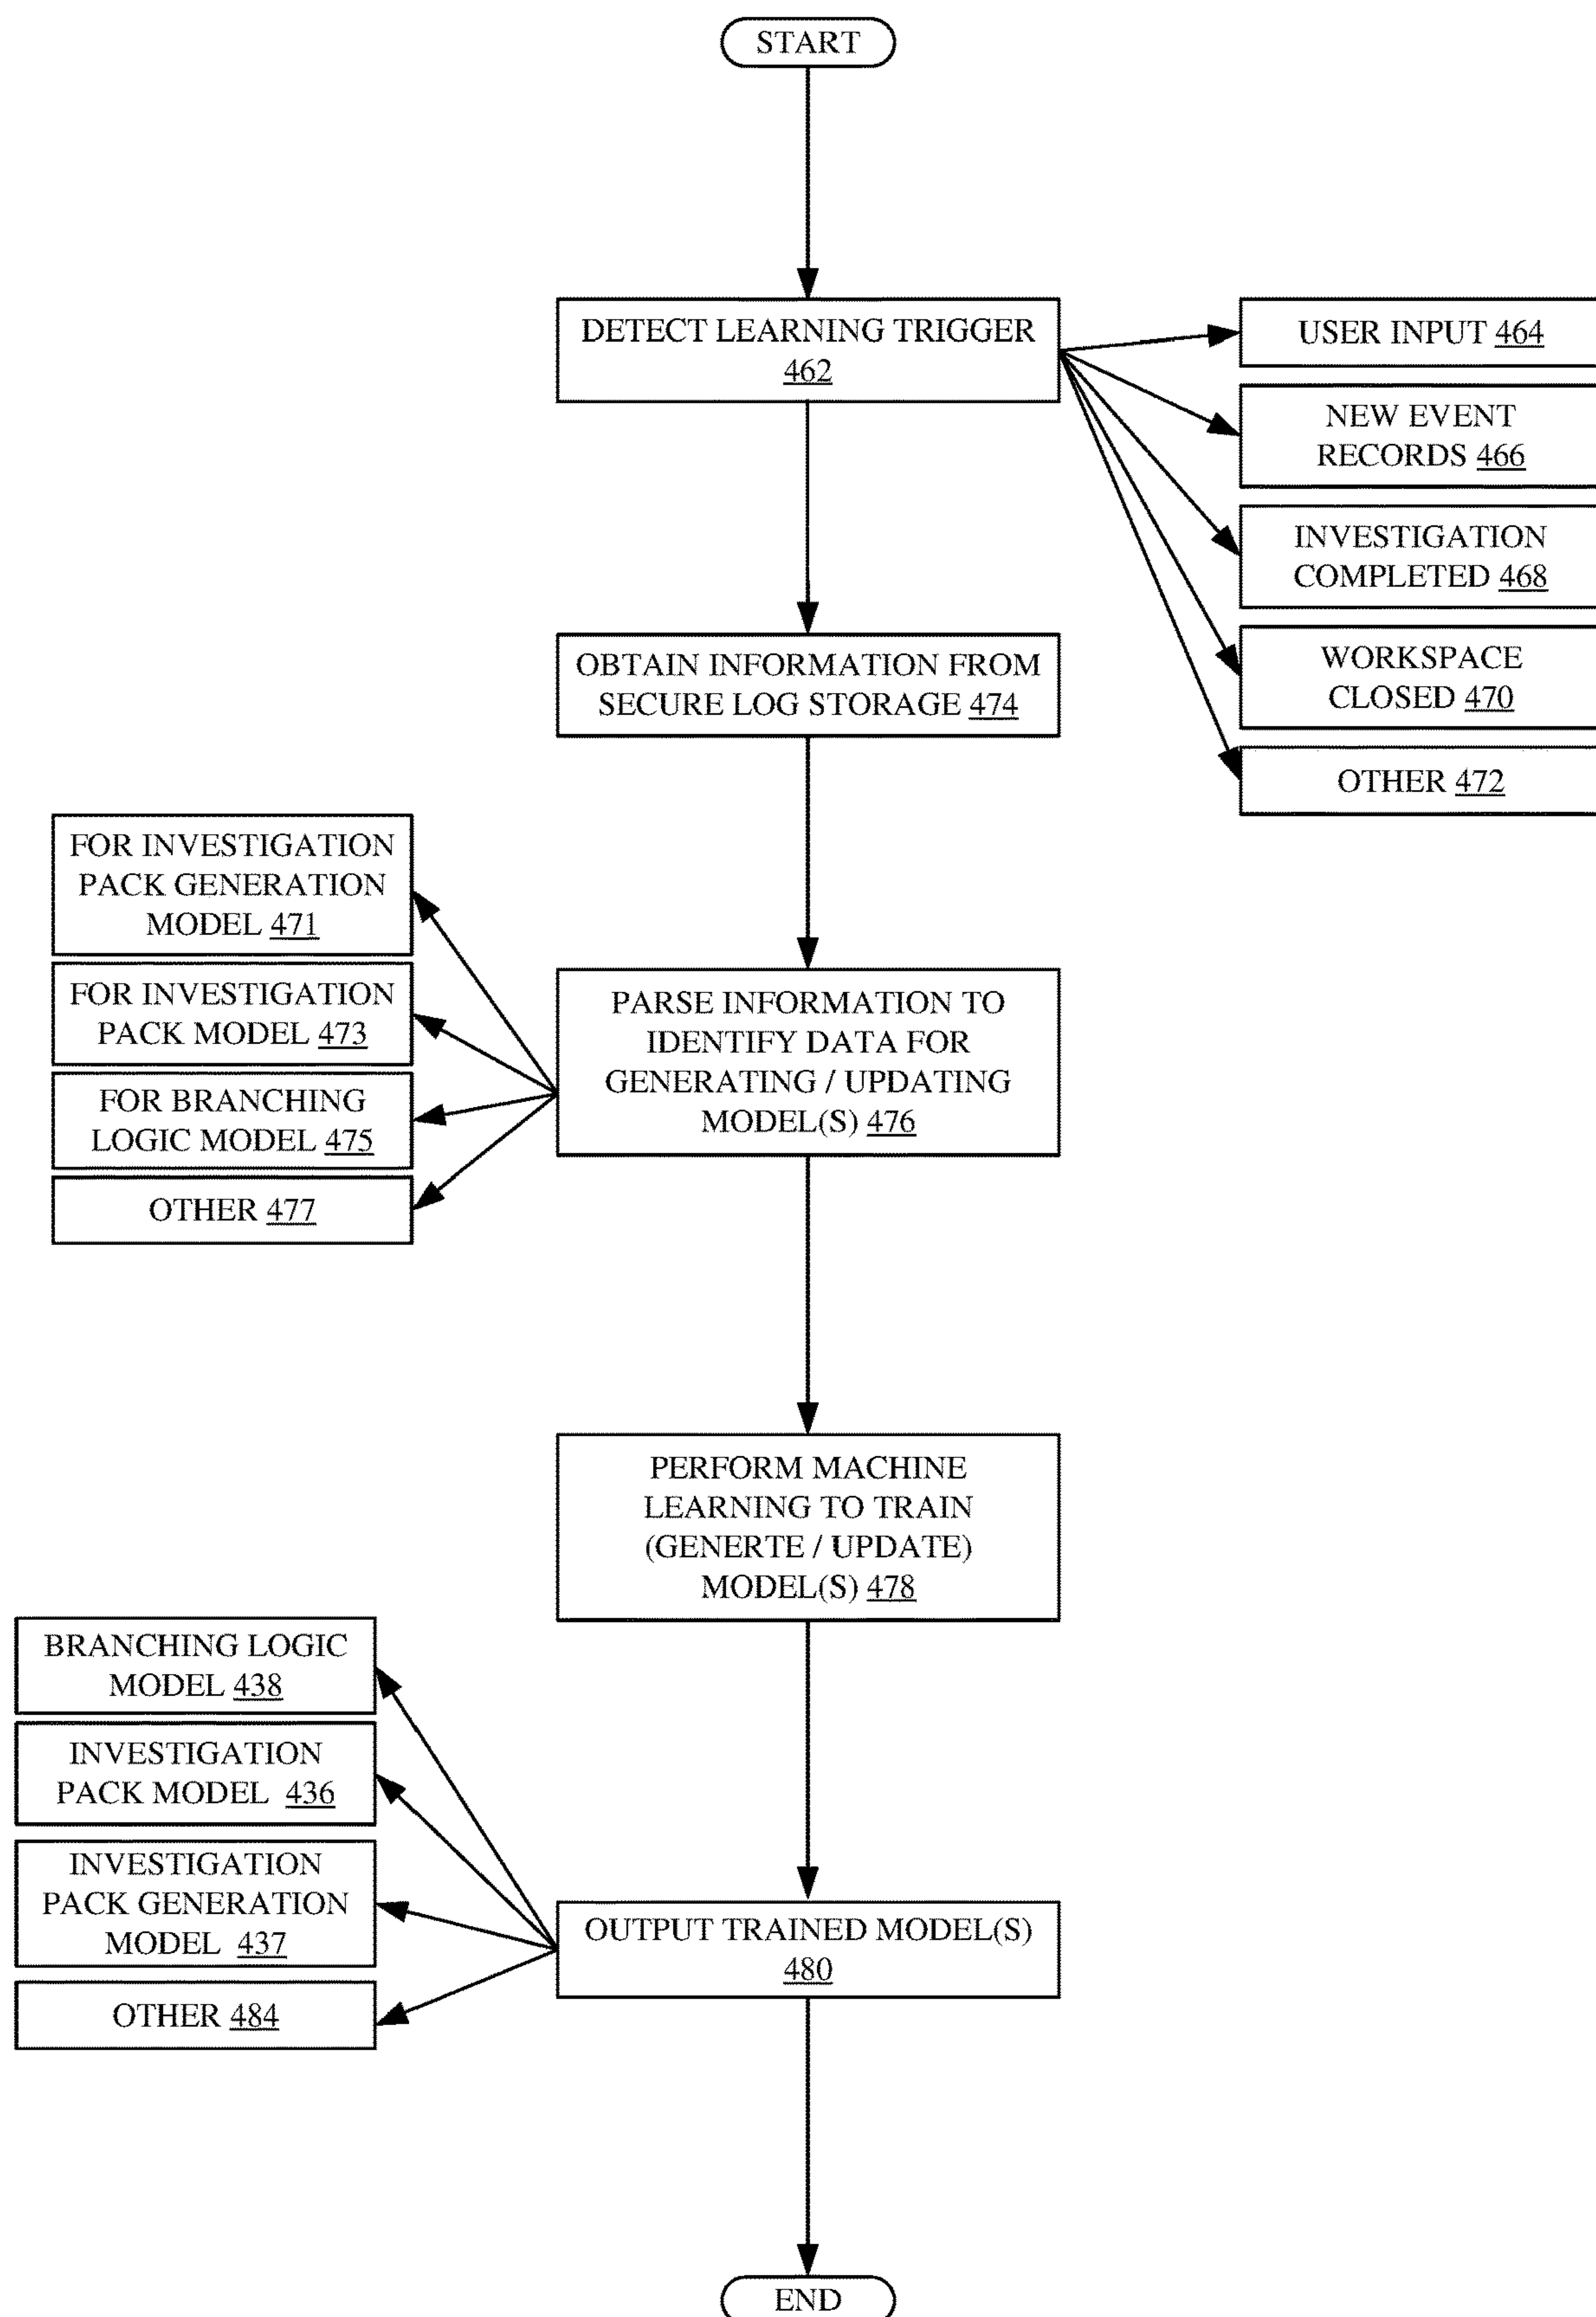 START
DETECT LEARNING TRIGGER
462
USER INPUT 464
NEW EVENT
RECORDS 466
INVESTIGATION
COMPLETED 468
WORKSPACE
CLOSED 470
OTHER 472
OBTAIN INFORMATION FROM
SECURE LOG STORAGE 474
FOR INVESTIGATION
PACK GENERATION
MODEL 471
FOR INVESTIGATION
PACK MODEL 473
FOR BRANCHING
LOGIC MODEL 475
OTHER 477
PARSE INFORMATION TO
IDENTIFY DATA FOR
GENERATING / UPDATING
MODEL(S) 476
PERFORM MACHINE
LEARNING TO TRAIN
(GENERTE / UPDATE)
MODEL(S) 478
BRANCHING LOGIC
MODEL 438
INVESTIGATION
PACK MODEL 436
INVESTIGATION
PACK GENERATION
MODEL 437
OTHER 484
OUTPUT TRAINED MODEL(S)
480
END